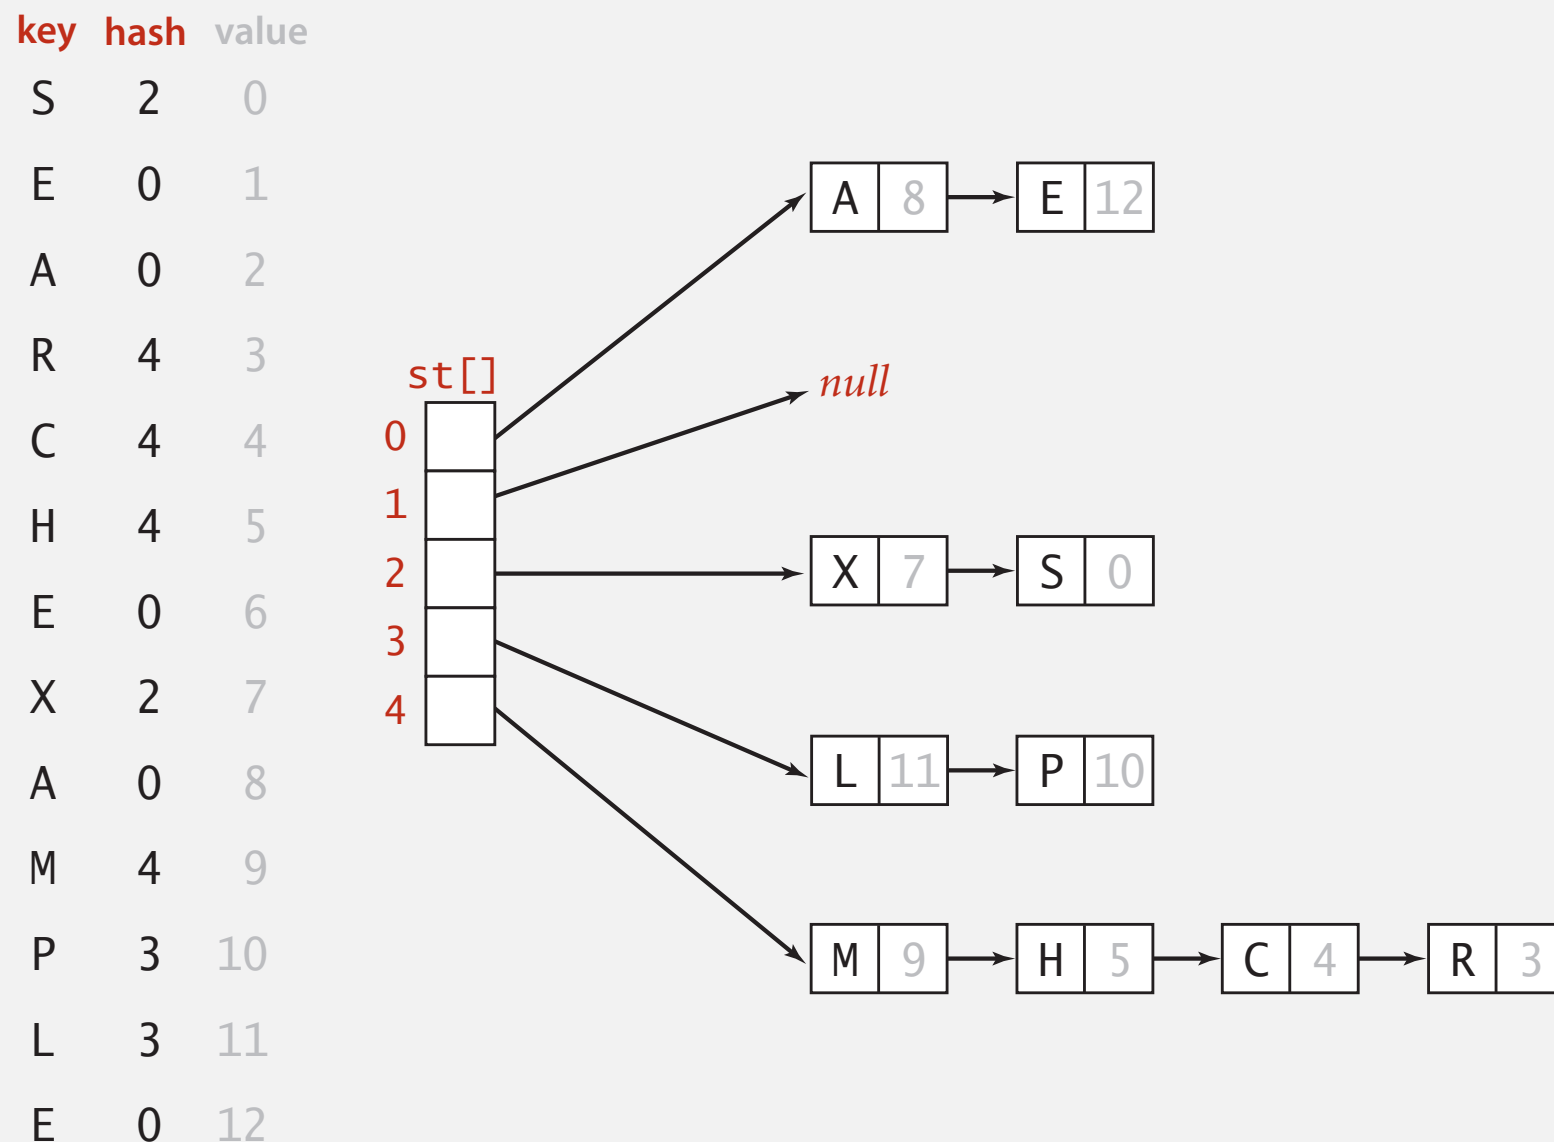 key hash value
S 2 0
E 0 1
A 0 2
R 4 3
C 4 4
H 4 5
E 0 6
X 2 7
A 0 8
M 4 9
P 3 10
L 3 11
E 0 12
st[]
0
1
2
3
4
A 8 E 12
null
X 7 S 0
L 11 P 10
M 9 H 5 C 4 R 3